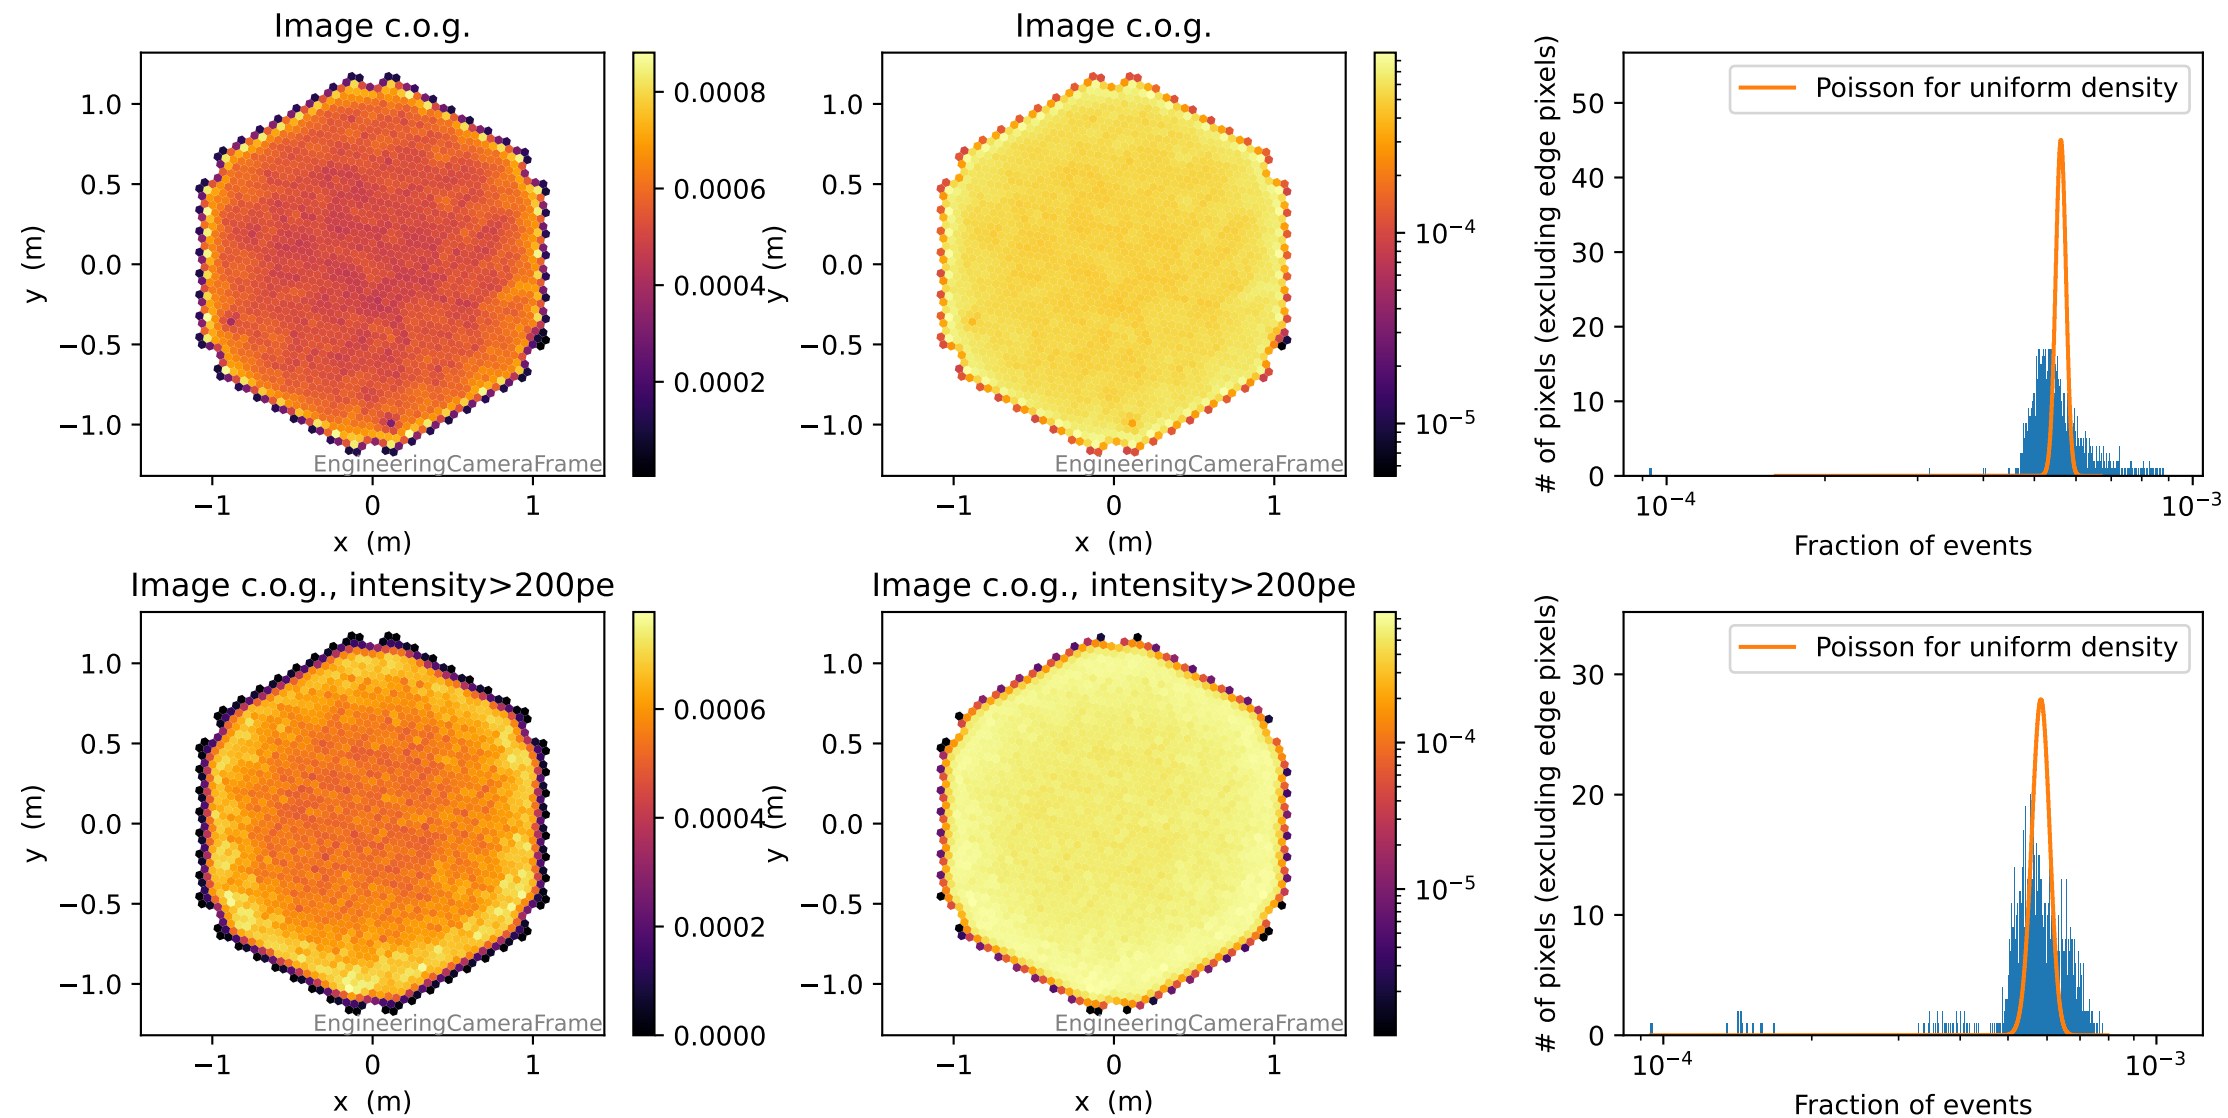 Image c.o.g.
y (m)
1.0
0.5
0.0
−0.5
−1.0
−1
0
1
x (m)
EngineeringCameraFrame
0.0008
0.0006
0.0004
0.0002
Image c.o.g.
y (m)
1.0
0.5
0.0
−0.5
−1.0
−1
0
1
x (m)
EngineeringCameraFrame
10⁻⁴
10⁻⁵
# of pixels (excluding edge pixels)
50
40
30
20
10
0
Poisson for uniform density
10⁻⁴
10⁻³
Fraction of events
Image c.o.g., intensity>200pe
y (m)
1.0
0.5
0.0
−0.5
−1.0
−1
0
1
x (m)
EngineeringCameraFrame
0.0006
0.0004
0.0002
0.0000
Image c.o.g., intensity>200pe
y (m)
1.0
0.5
0.0
−0.5
−1.0
−1
0
1
x (m)
EngineeringCameraFrame
10⁻⁴
10⁻⁵
# of pixels (excluding edge pixels)
30
20
10
0
Poisson for uniform density
10⁻⁴
10⁻³
Fraction of events